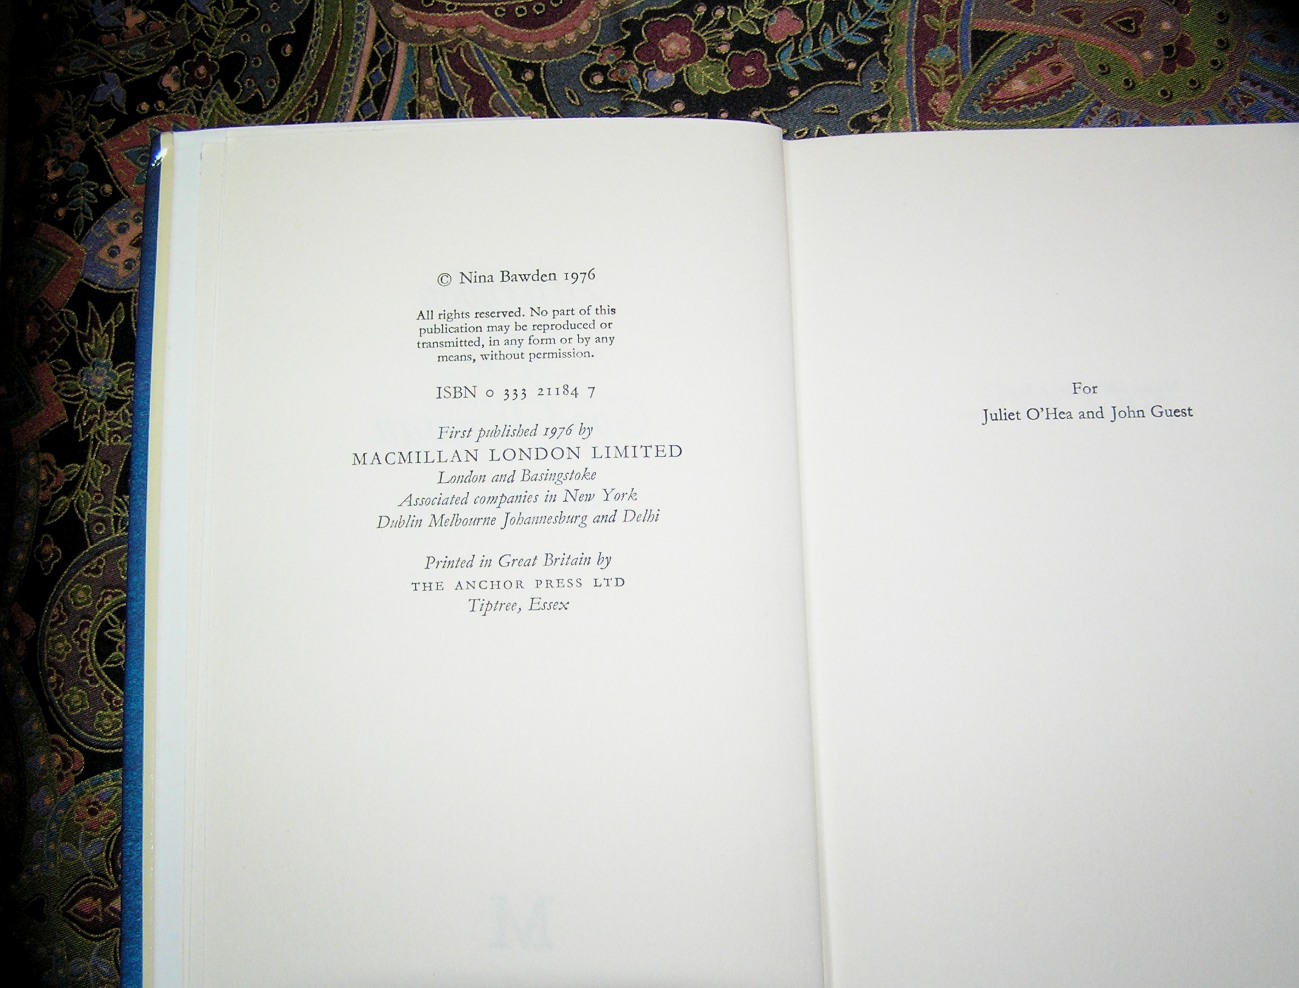 © Nina Bawden 1976
All rights reserved. No part of this
publication may be reproduced or
transmitted, in any form or by any
means, without permission.
ISBN 0 333 21184 7
First published 1976 by
MACMILLAN LONDON LIMITED
London and Basingstoke
Associated companies in New York
Dublin Melbourne Johannesburg and Delhi
Printed in Great Britain by
THE ANCHOR PRESS LTD
Tiptree, Essex
M
For
Juliet O'Hea and John Guest